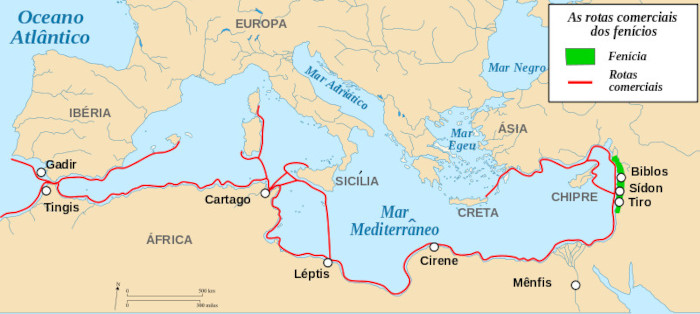 Oceano
Atlântico
EUROPA
As rotas comerciais
dos fenícios
Fenícia
Rotas
comerciais
Mar Negro
Mar Adriático
IBÉRIA
ÁSIA
Mar
Egeu
Gadir
Tingis
Cartago
SICÍLIA
CRETA
CHIPRE
Biblos
Sídon
Tiro
Mar
Mediterrâneo
ÁFRICA
Léptis
Cirene
Mênfis
N
0
500 km
0
500 miles